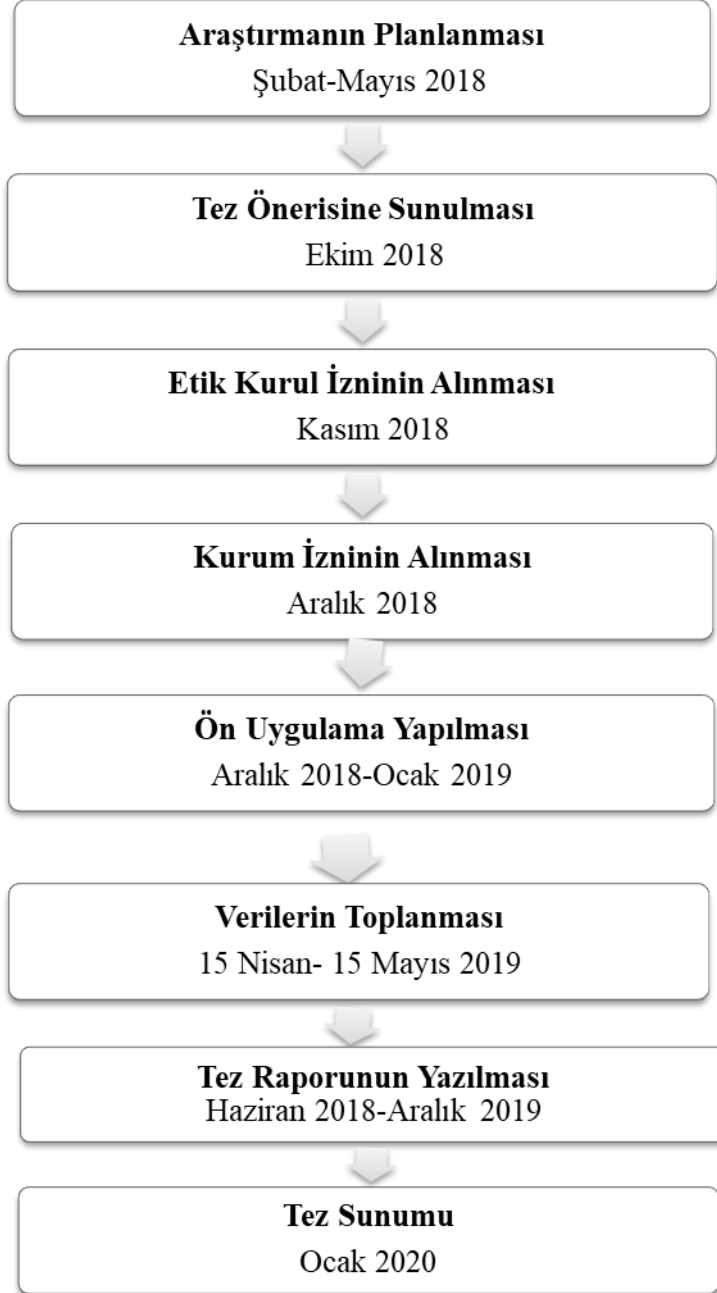 Araştırmanın Planlanması
Şubat-Mayıs 2018
Tez Önerisine Sunulması
Ekim 2018
Etik Kurul İzninin Alınması
Kasım 2018
Kurum İzninin Alınması
Aralık 2018
Ön Uygulama Yapılması
Aralık 2018-Ocak 2019
Verilerin Toplanması
15 Nisan- 15 Mayıs 2019
Tez Raporunun Yazılması
Haziran 2018-Aralık 2019
Tez Sunumu
Ocak 2020